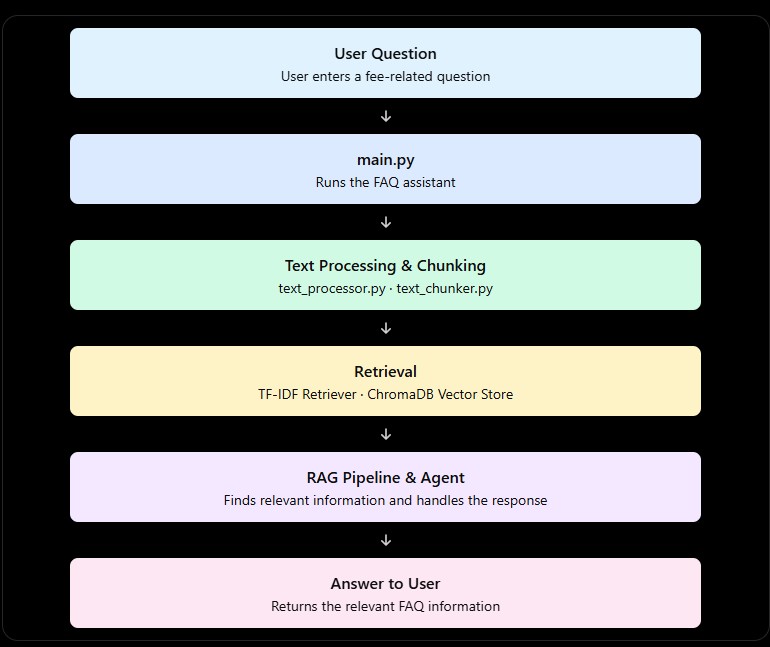 User Question
User enters a fee-related question
↓
main.py
Runs the FAQ assistant
↓
Text Processing & Chunking
text_processor.py · text_chunker.py
↓
Retrieval
TF-IDF Retriever · ChromaDB Vector Store
↓
RAG Pipeline & Agent
Finds relevant information and handles the response
↓
Answer to User
Returns the relevant FAQ information